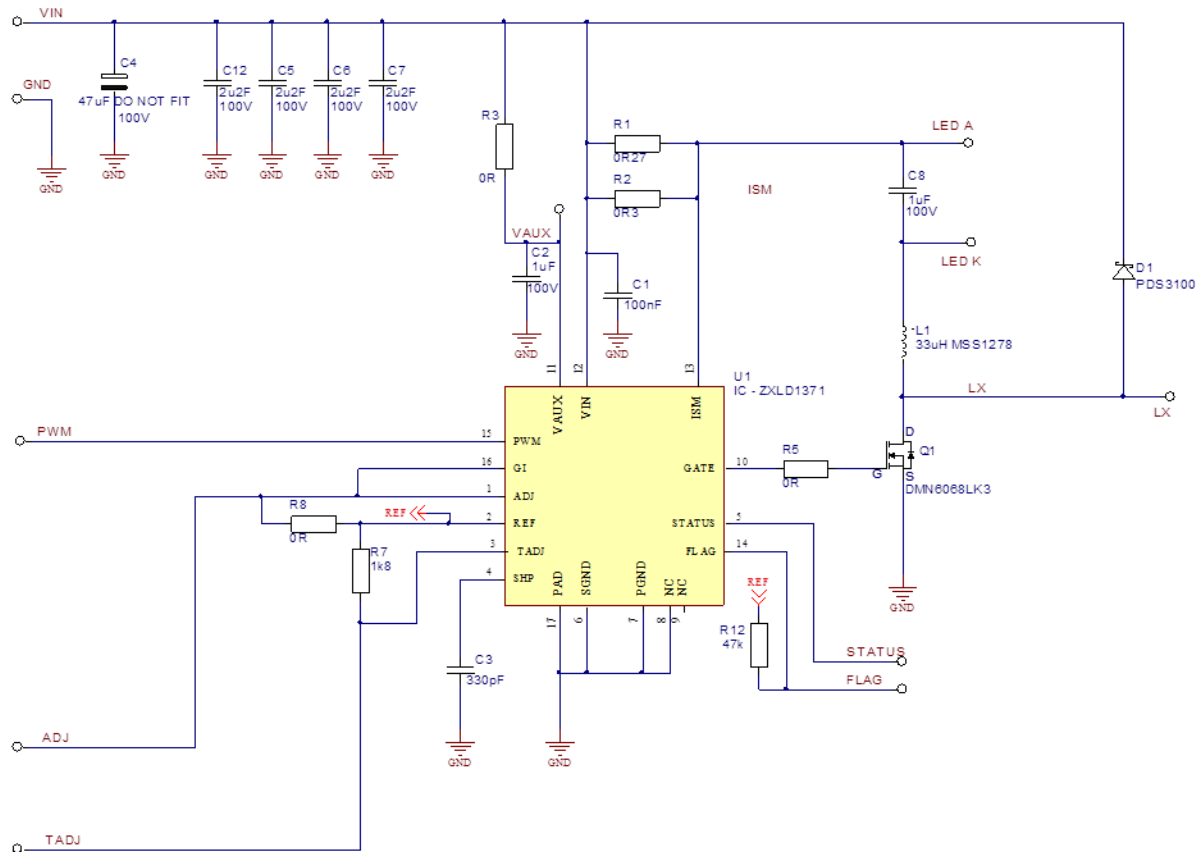 VIN
C4
47uF DO NOT FIT
100V
GND
GND
GND
C12
2u2F
100V
GND
C5
2u2F
100V
GND
C6
2u2F
100V
GND
C7
2u2F
100V
GND
R3
0R
R1
0R27
R2
0R3
ISM
LED A
C8
1uF
100V
LED K
D1
PDS3100
VAUX
C2
1uF
100V
GND
C1
100nF
GND
L1
33uH MSS1278
LX
LX
11
12
13
U1
IC - ZXLD1371
VAUX
VIN
ISM
PWM
15
PWM
16
GI
1
ADJ
2
REF
3
TADJ
4
SHP
GATE
10
STATUS
5
FLAG
14
PAD
SGND
PGND
NC
NC
17
6
7
8
9
R5
0R
D
G
S
Q1
DMN6068LK3
GND
R8
0R
REF
R7
1k8
C3
330pF
GND
GND
REF
R12
47k
STATUS
FLAG
ADJ
TADJ